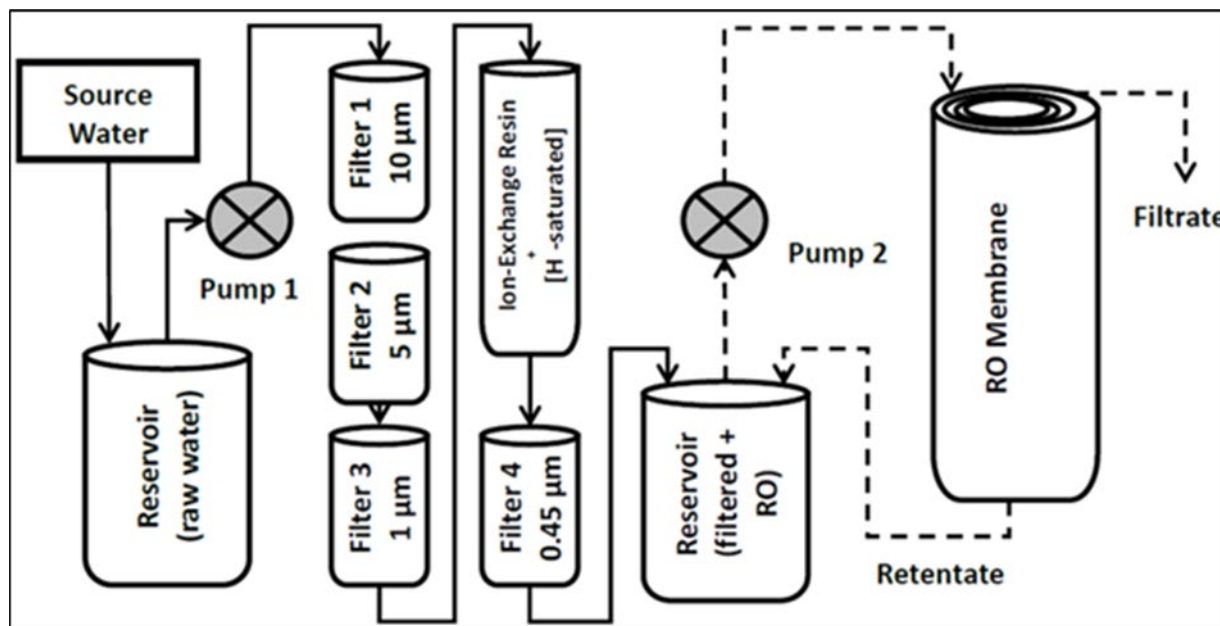 Source
Water
Pump 1
Reservoir
(raw water)
Filter 1
10 µm
Filter 2
5 µm
Filter 3
1 µm
Ion-Exchange Resin
+
[H -saturated]
Filter 4
0.45 µm
Reservoir
(filtered +
RO)
Pump 2
RO Membrane
Filtrate
Retentate